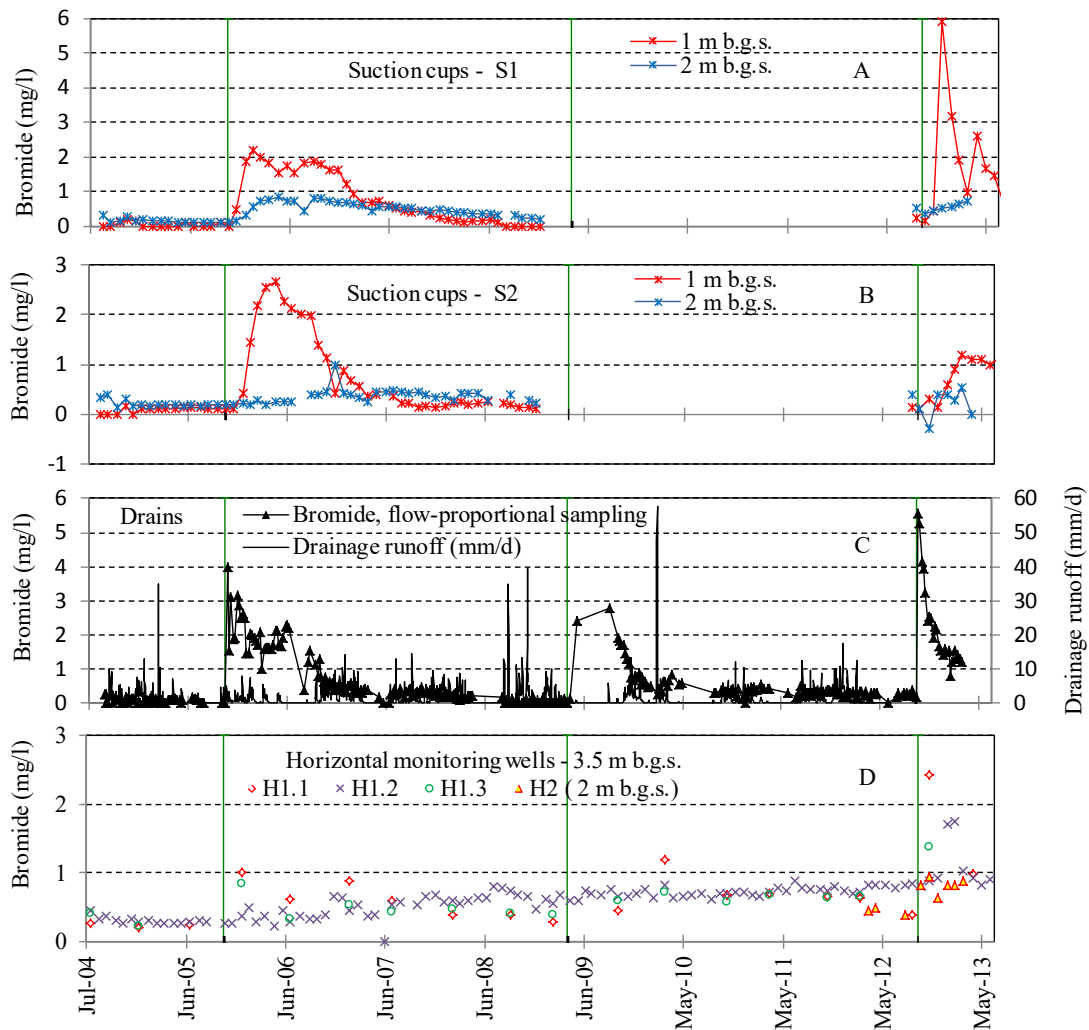 6
5
4
3
2
1
0
Bromide (mg/l)
Suction cups - S1
1 m b.g.s.
2 m b.g.s.
A
3
2
1
0
-1
Bromide (mg/l)
Suction cups - S2
1 m b.g.s.
2 m b.g.s.
B
6
5
4
3
2
1
0
Bromide (mg/l)
Drains
Bromide, flow-proportional sampling
Drainage runoff (mm/d)
C
60
50
40
30
20
10
0
Drainage runoff (mm/d)
3
2
1
0
Bromide (mg/l)
Horizontal monitoring wells - 3.5 m b.g.s.
H1.1 H1.2 H1.3 H2 ( 2 m b.g.s.)
D
Jul-04
Jun-05
Jun-06
Jun-07
Jun-08
Jun-09
May-10
May-11
May-12
May-13